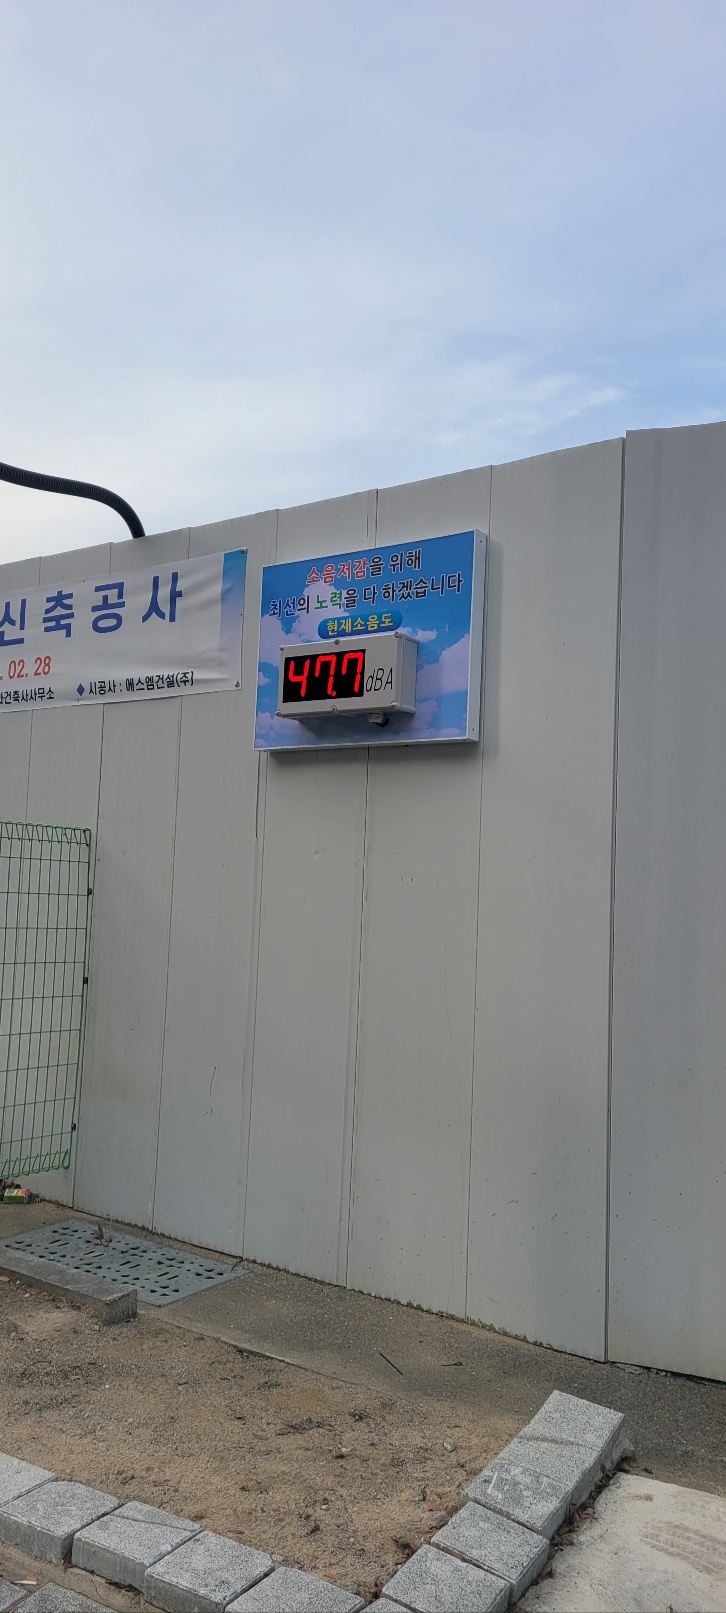 신축공사
. 02. 28
건축사사무소 ◆ 시공사 : 에스엠건설(주)
소음저감을 위해
최선의 노력을 다 하겠습니다
현재소음도
47.7 dBA